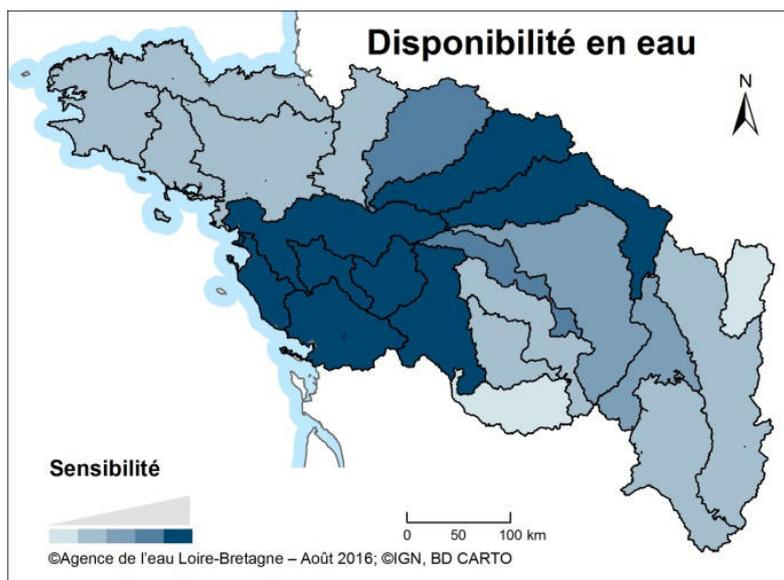 Disponibilité en eau
N
Sensibilité
0 50 100 km
©Agence de l'eau Loire-Bretagne – Août 2016; ©IGN, BD CARTO